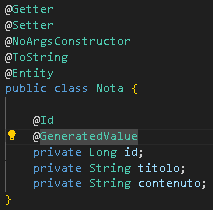 @Getter
@Setter
@NoArgsConstructor
@ToString
@Entity
public class Nota {
@Id
@GeneratedValue
private Long id;
private String titolo;
private String contenuto;
}